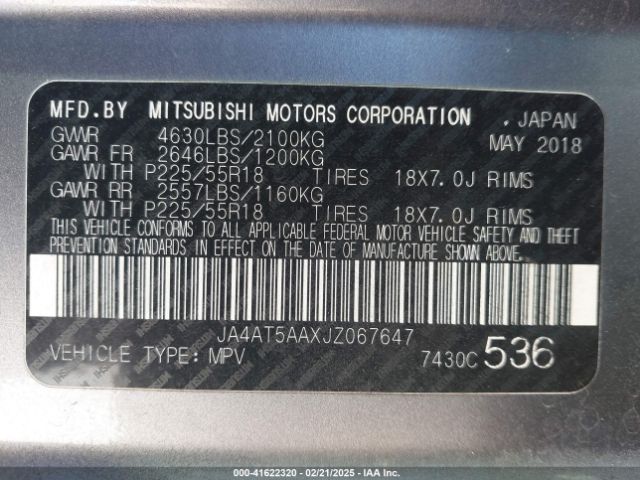 MFD.BY MITSUBISHI MOTORS CORPORATION , JAPAN
GVWR 4630LBS/2100KG MAY 2018
GAWR FR 2646LBS/1200KG
WITH P225/55R18 TIRES 18X7.0J RIMS
GAWR RR 2557LBS/1160KG
WITH P225/55R18 TIRES 18X7.0J RIMS
THIS VEHICLE CONFORMS TO ALL APPLICABLE FEDERAL MOTOR VEHICLE SAFETY AND THEFT
PREVENTION STANDARDS IN EFFECT ON THE DATE OF MANUFACTURE SHOWN ABOVE.
JA4AT5AAXJZ067647
VEHICLE TYPE: MPV 7430C 536
000-41622320 - 02/21/2025 - IAA Inc.